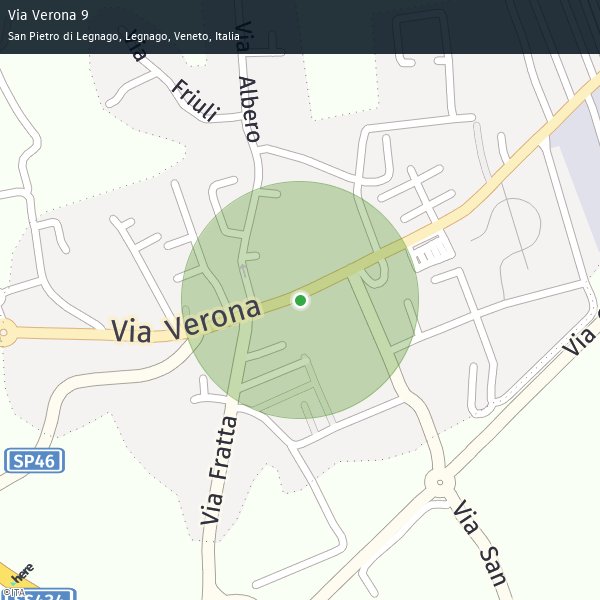 Via Verona 9
San Pietro di Legnago, Legnago, Veneto, Italia
Via
Friuli
Via Albero
Via Verona
Via
SP46
Via Fratta
Via San
here
©ITA